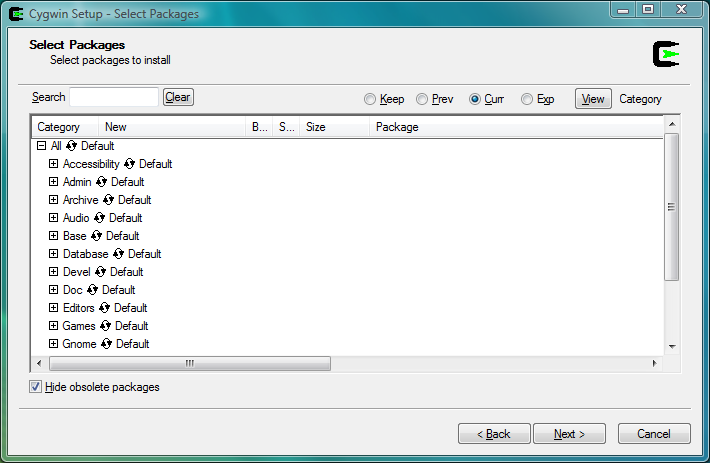 Cygwin Setup - Select Packages
Select Packages
Select packages to install
Search Clear Keep Prev Curr Exp View Category
Category New B... S... Size Package
All Default
Accessibility Default
Admin Default
Archive Default
Audio Default
Base Default
Database Default
Devel Default
Doc Default
Editors Default
Games Default
Gnome Default
Hide obsolete packages
< Back Next > Cancel